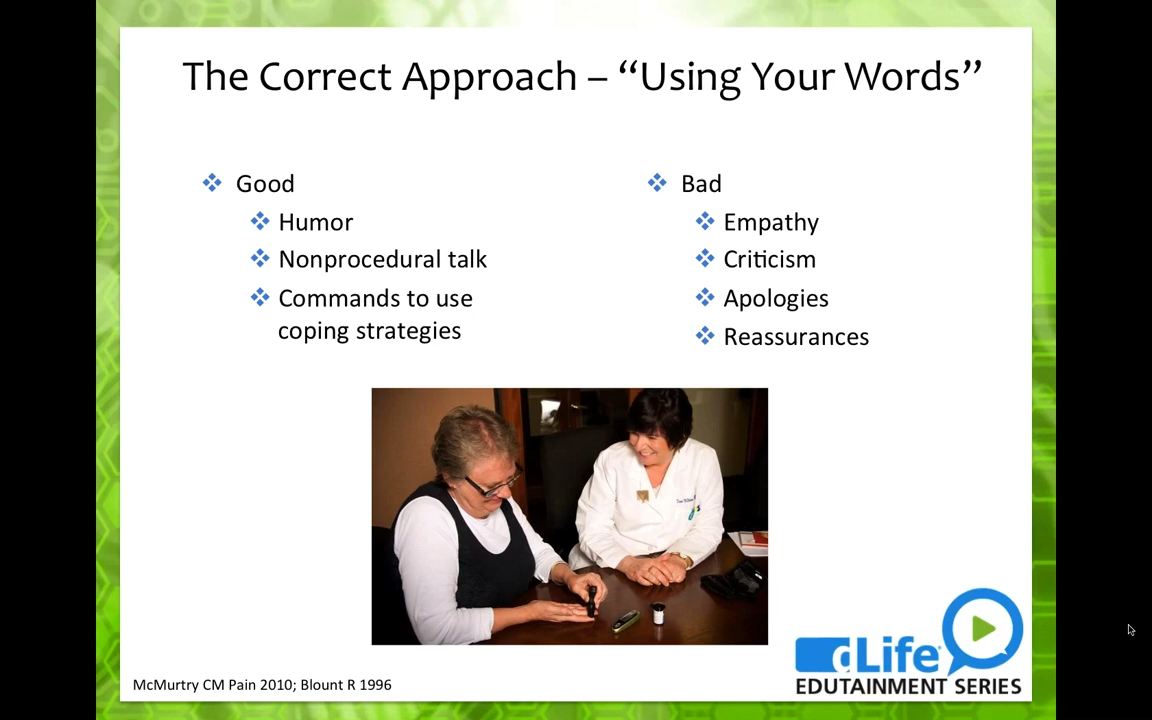 The Correct Approach – “Using Your Words”
Good
Humor
Nonprocedural talk
Commands to use
coping strategies
Bad
Empathy
Criticism
Apologies
Reassurances
McMurtry CM Pain 2010; Blount R 1996
dLife
EDUTAINMENT SERIES